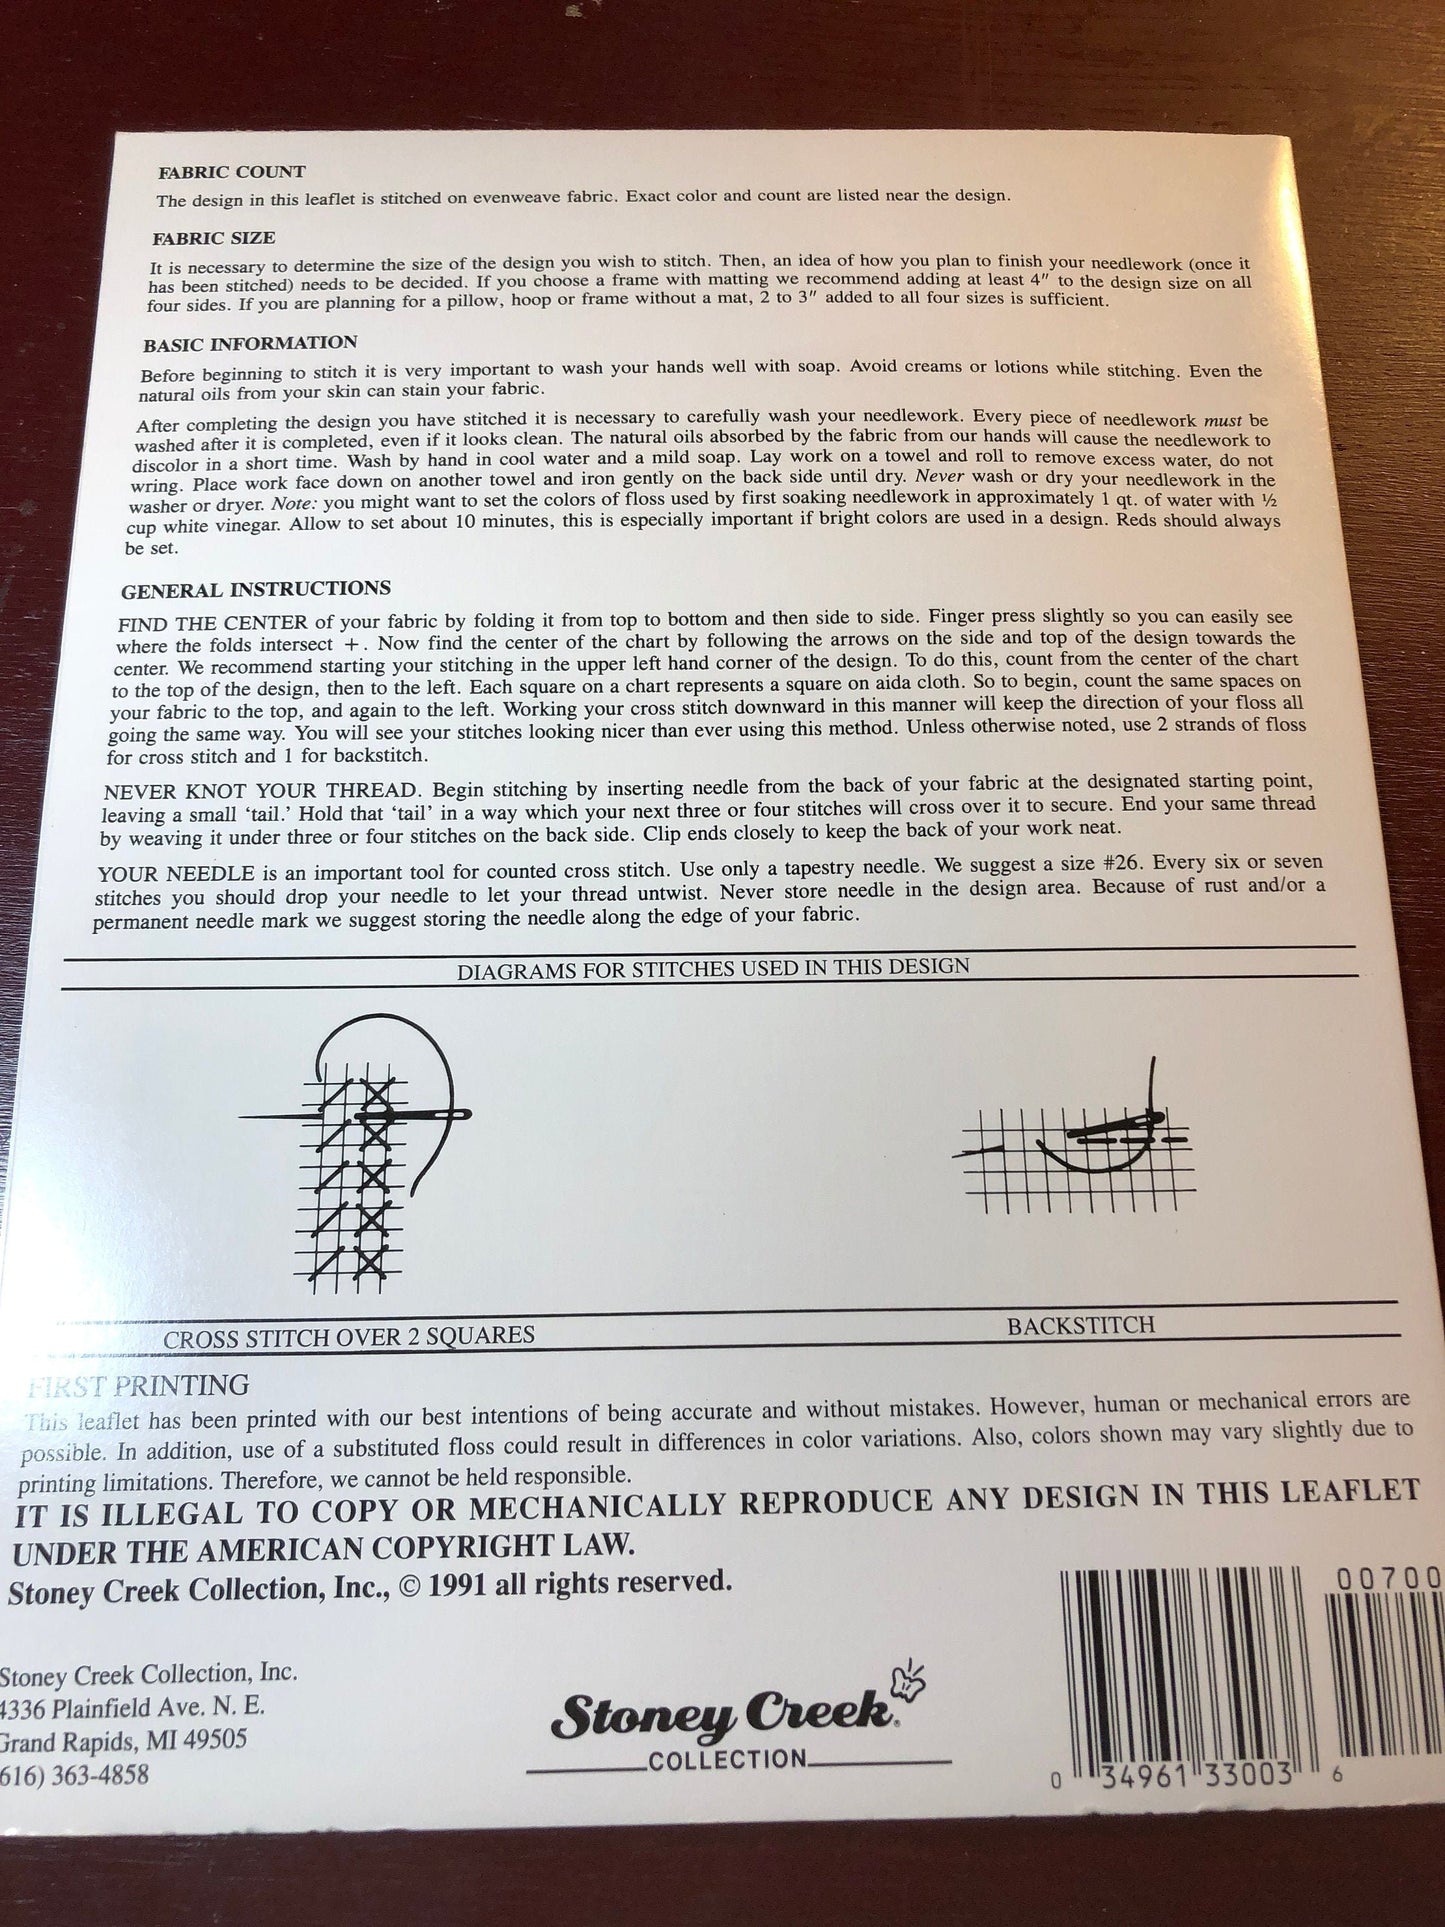 FABRIC COUNT
The design in this leaflet is stitched on evenweave fabric. Exact color and count are listed near the design.
FABRIC SIZE
It is necessary to determine the size of the design you wish to stitch. Then, an idea of how you plan to finish your needlework (once it
has been stitched) needs to be decided. If you choose a frame with matting we recommend adding at least 4″ to the design size on all
four sides. If you are planning for a pillow, hoop or frame without a mat, 2 to 3″ added to all four sizes is sufficient.
BASIC INFORMATION
Before beginning to stitch it is very important to wash your hands well with soap. Avoid creams or lotions while stitching. Even the
natural oils from your skin can stain your fabric.
After completing the design you have stitched it is necessary to carefully wash your needlework. Every piece of needlework must be
washed after it is completed, even if it looks clean. The natural oils absorbed by the fabric from our hands will cause the needlework to
discolor in a short time. Wash by hand in cool water and a mild soap. Lay work on a towel and roll to remove excess water, do not
wring. Place work face down on another towel and iron gently on the back side until dry. Never wash or dry your needlework in the
washer or dryer. Note: you might want to set the colors of floss used by first soaking needlework in approximately 1 qt. of water with ½
cup white vinegar. Allow to set about 10 minutes, this is especially important if bright colors are used in a design. Reds should always
be set.
GENERAL INSTRUCTIONS
FIND THE CENTER of your fabric by folding it from top to bottom and then side to side. Finger press slightly so you can easily see
where the folds intersect +. Now find the center of the chart by following the arrows on the side and top of the design towards the
center. We recommend starting your stitching in the upper left hand corner of the design. To do this, count from the center of the chart
to the top of the design, then to the left. Each square on a chart represents a square on aida cloth. So to begin, count the same spaces on
your fabric to the top, and again to the left. Working your cross stitch downward in this manner will keep the direction of your floss all
going the same way. You will see your stitches looking nicer than ever using this method. Unless otherwise noted, use 2 strands of floss
for cross stitch and 1 for backstitch.
NEVER KNOT YOUR THREAD. Begin stitching by inserting needle from the back of your fabric at the designated starting point,
leaving a small ‘tail.’ Hold that ‘tail’ in a way which your next three or four stitches will cross over it to secure. End your same thread
by weaving it under three or four stitches on the back side. Clip ends closely to keep the back of your work neat.
YOUR NEEDLE is an important tool for counted cross stitch. Use only a tapestry needle. We suggest a size #26. Every six or seven
stitches you should drop your needle to let your thread untwist. Never store needle in the design area. Because of rust and/or a
permanent needle mark we suggest storing the needle along the edge of your fabric.
DIAGRAMS FOR STITCHES USED IN THIS DESIGN
CROSS STITCH OVER 2 SQUARES
BACKSTITCH
FIRST PRINTING
This leaflet has been printed with our best intentions of being accurate and without mistakes. However, human or mechanical errors are
possible. In addition, use of a substituted floss could result in differences in color variations. Also, colors shown may vary slightly due to
printing limitations. Therefore, we cannot be held responsible.
IT IS ILLEGAL TO COPY OR MECHANICALLY REPRODUCE ANY DESIGN IN THIS LEAFLET
UNDER THE AMERICAN COPYRIGHT LAW.
Stoney Creek Collection, Inc., © 1991 all rights reserved.
Stoney Creek Collection, Inc.
4336 Plainfield Ave. N. E.
Grand Rapids, MI 49505
616) 363-4858
Stoney Creek.
COLLECTION
00700
0 34961 33003 6